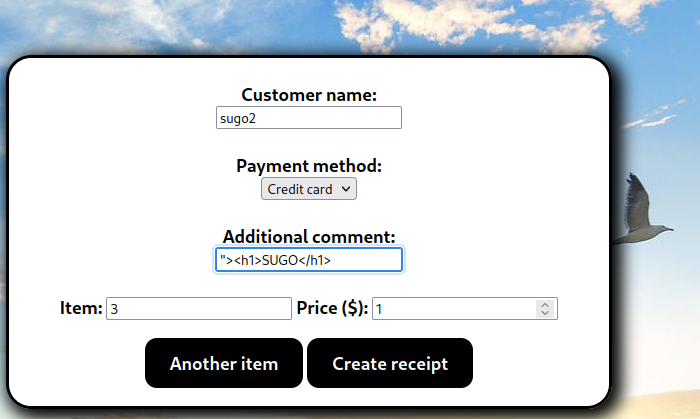 Customer name:
sugo2
Payment method:
Credit card
Additional comment:
"><h1>SUGO</h1>
Item: 3 Price ($): 1
Another item Create receipt